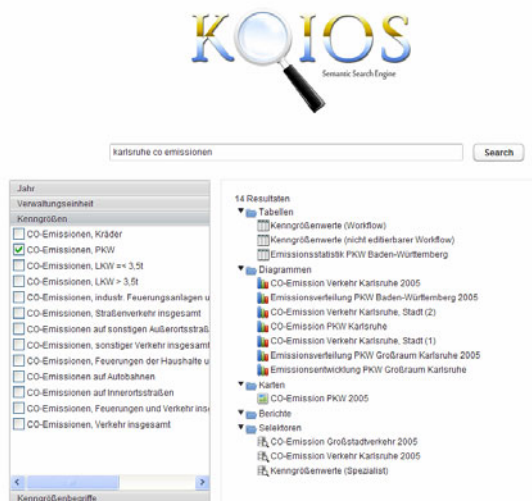 KOIOS
Semantic Search Engine
karlsruhe co emissionen
Search
Jahr
Verwaltungseinheit
Kenngrößen
CO-Emissionen, Kräder
CO-Emissionen, PKW
CO-Emissionen, LKW =< 3,5t
CO-Emissionen, LKW > 3,5t
CO-Emissionen, industr. Feuerungsanlagen u
CO-Emissionen, Straßenverkehr insgesamt
CO-Emissionen auf sonstigen Außerortsstraß
CO-Emissionen, sonstiger Verkehr insgesamt
CO-Emissionen, Feuerungen der Haushalte u
CO-Emissionen auf Autobahnen
CO-Emissionen auf Innerortsstraßen
CO-Emissionen, Feuerungen und Verkehr ins
CO-Emissionen, Verkehr insgesamt
Kenngrößenbegriffe
14 Resultaten
Tabellen
Kenngrößenwerte (Workflow)
Kenngrößenwerte (nicht editierbarer Workflow)
Emissionsstatistik PKW Baden-Württemberg
Diagrammen
CO-Emission Verkehr Karlsruhe 2005
Emissionsverteilung PKW Baden-Württemberg 2005
CO-Emission Verkehr Karlsruhe, Stadt (2)
CO-Emission PKW Karlsruhe
CO-Emission Verkehr Karlsruhe, Stadt (1)
Emissionsverteilung PKW Großraum Karlsruhe 2005
Emissionsentwicklung PKW Großraum Karlsruhe
Karten
CO-Emission PKW 2005
Berichte
Selektoren
CO-Emission Großstadtverkehr 2005
CO-Emission Verkehr Karlsruhe 2005
Kenngrößenwerte (Spezialist)